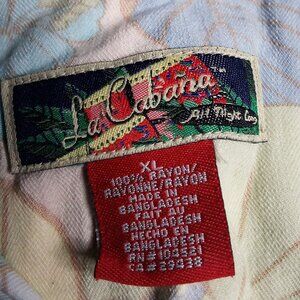 La Cabana
All Night Long
XL
100% RAYON/
RAYONNE/RAYON
MADE IN
BANGLADESH
FAIT AU
BANGLADESH
HECHO EN
BANGLADESH
RN# 104521
CA# 29438